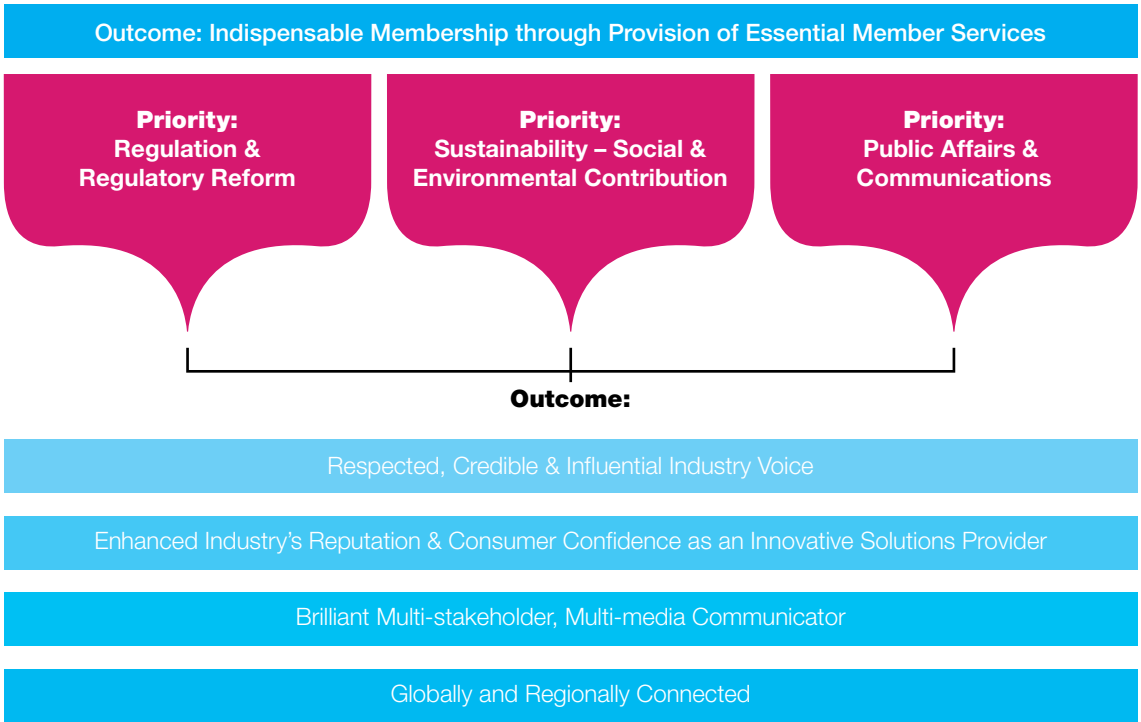 Outcome: Indispensable Membership through Provision of Essential Member Services
Priority:
Regulation &
Regulatory Reform
Priority:
Sustainability – Social &
Environmental Contribution
Priority:
Public Affairs &
Communications
Outcome:
Respected, Credible & Influential Industry Voice
Enhanced Industry’s Reputation & Consumer Confidence as an Innovative Solutions Provider
Brilliant Multi-stakeholder, Multi-media Communicator
Globally and Regionally Connected